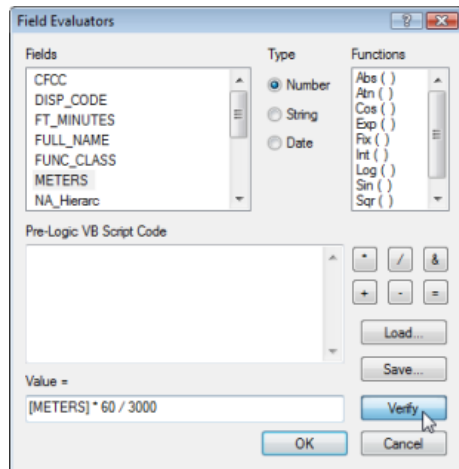 Field Evaluators
Fields
Type
Functions
CFCC
DISP_CODE
FT_MINUTES
FULL_NAME
FUNC_CLASS
METERS
NA_Hierarc
Number
String
Date
Abs ( )
Atn ( )
Cos ( )
Exp ( )
Fix ( )
Int ( )
Log ( )
Sin ( )
Sqr ( )
Pre-Logic VB Script Code
* / &
+ - =
Load...
Save...
Value =
[METERS] * 60 / 3000
Verify
OK
Cancel